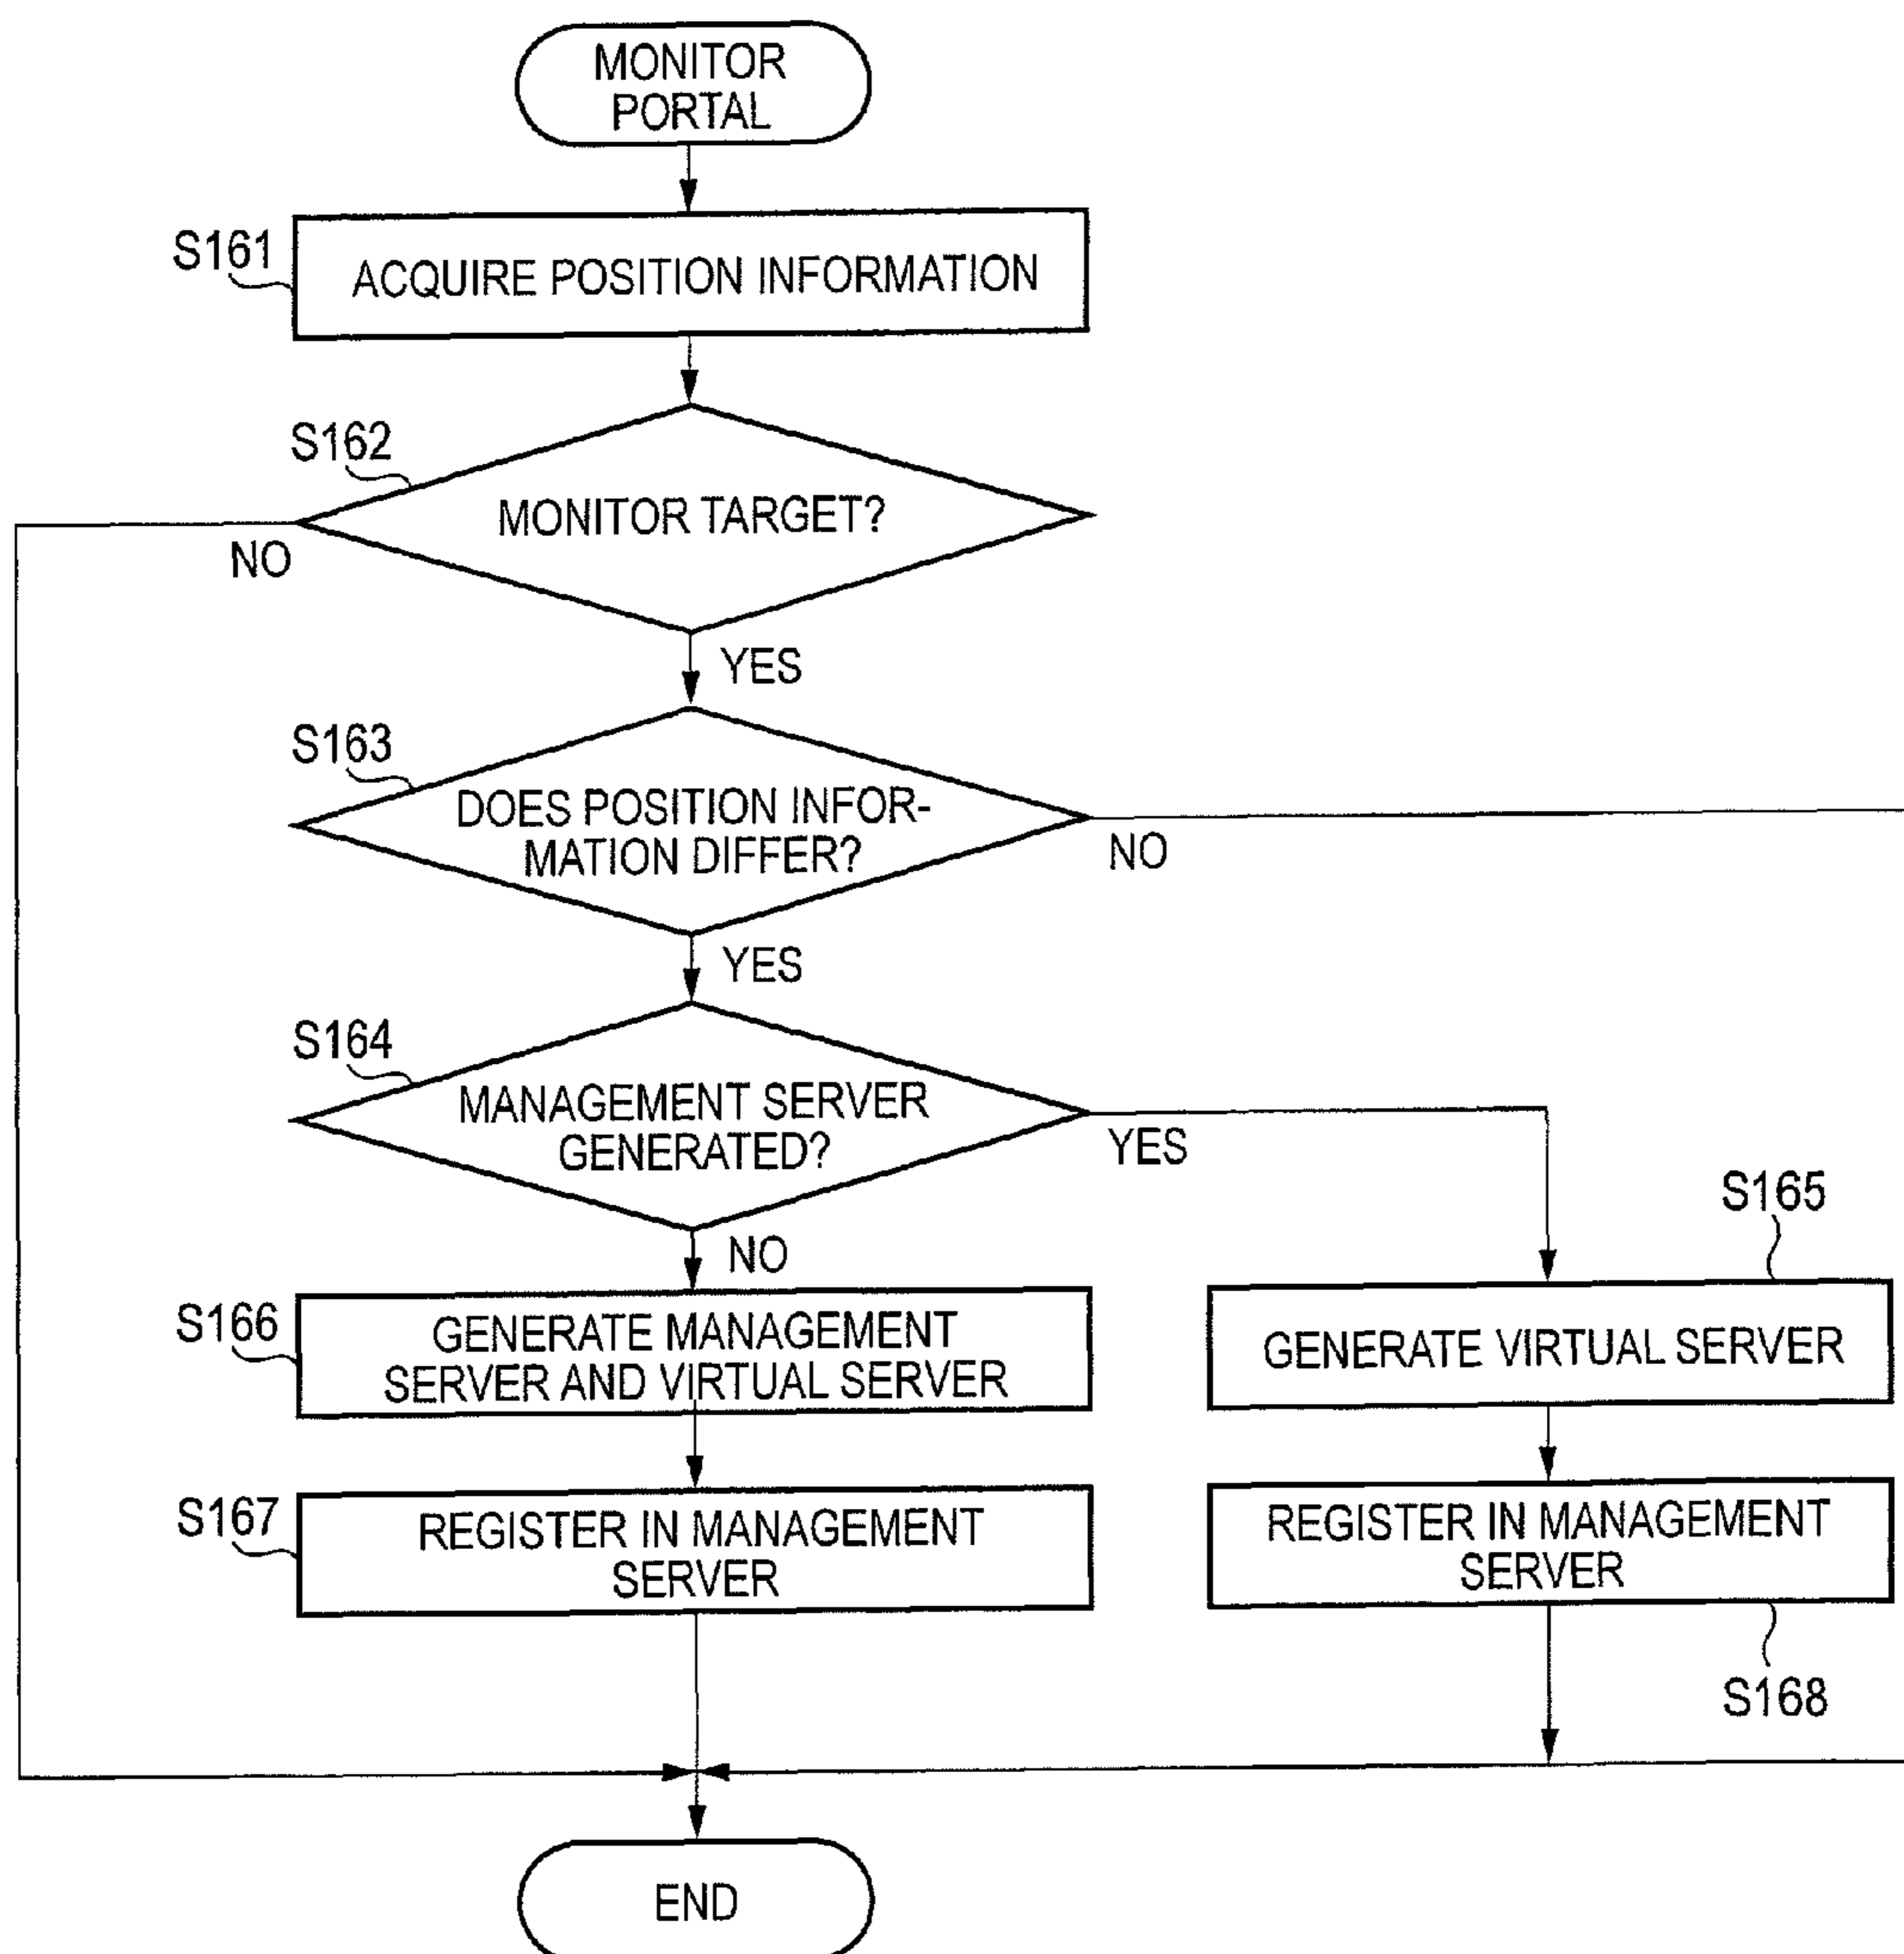 MONITOR
PORTAL
S161
ACQUIRE POSITION INFORMATION
S162
MONITOR TARGET?
NO
YES
S163
DOES POSITION INFOR-
MATION DIFFER?
NO
YES
S164
MANAGEMENT SERVER
GENERATED?
YES
NO
S165
S166
GENERATE MANAGEMENT
SERVER AND VIRTUAL SERVER
GENERATE VIRTUAL SERVER
S167
REGISTER IN MANAGEMENT
SERVER
REGISTER IN MANAGEMENT
SERVER
S168
END